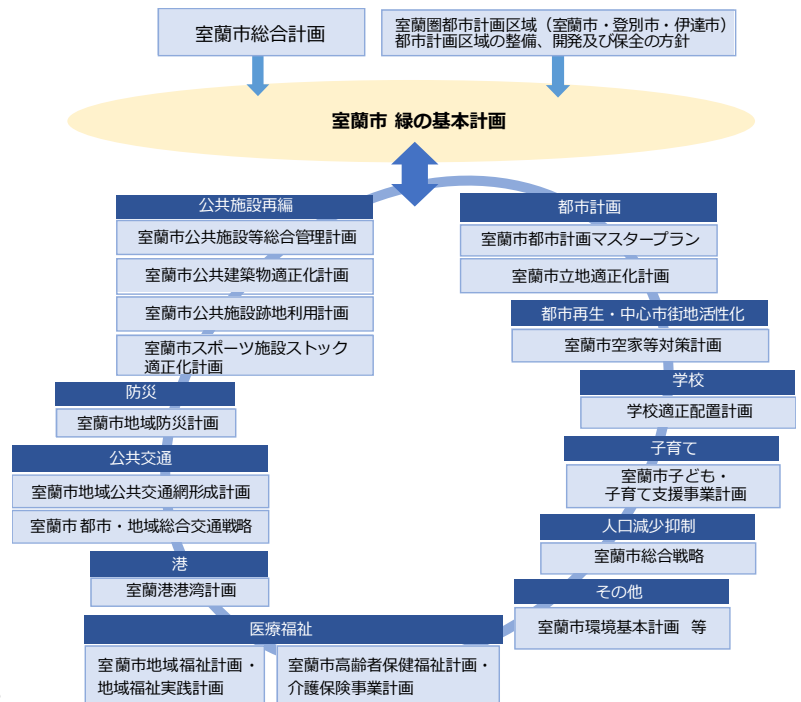 室蘭市総合計画
室蘭圏都市計画区域（室蘭市・登別市・伊達市）
都市計画区域の整備、開発及び保全の方針
室蘭市 緑の基本計画
公共施設再編
室蘭市公共施設等総合管理計画
室蘭市公共建築物適正化計画
室蘭市公共施設跡地利用計画
室蘭市スポーツ施設ストック
適正化計画
防災
室蘭市地域防災計画
公共交通
室蘭市地域公共交通網形成計画
室蘭市 都市・地域総合交通戦略
港
室蘭港港湾計画
医療福祉
室蘭市地域福祉計画・
地域福祉実践計画
室蘭市高齢者保健福祉計画・
介護保険事業計画
都市計画
室蘭市都市計画マスタープラン
室蘭市立地適正化計画
都市再生・中心市街地活性化
室蘭市空家等対策計画
学校
学校適正配置計画
子育て
室蘭市子ども・
子育て支援事業計画
人口減少抑制
室蘭市総合戦略
その他
室蘭市環境基本計画 等